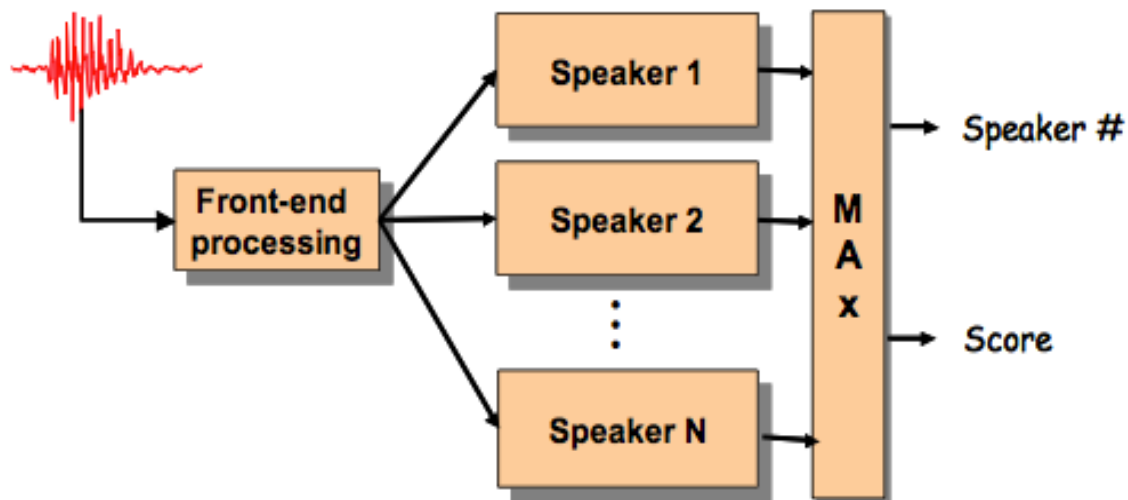 Speaker 1
Speaker #
Front-end
processing
Speaker 2
M
A
x
Score
Speaker N